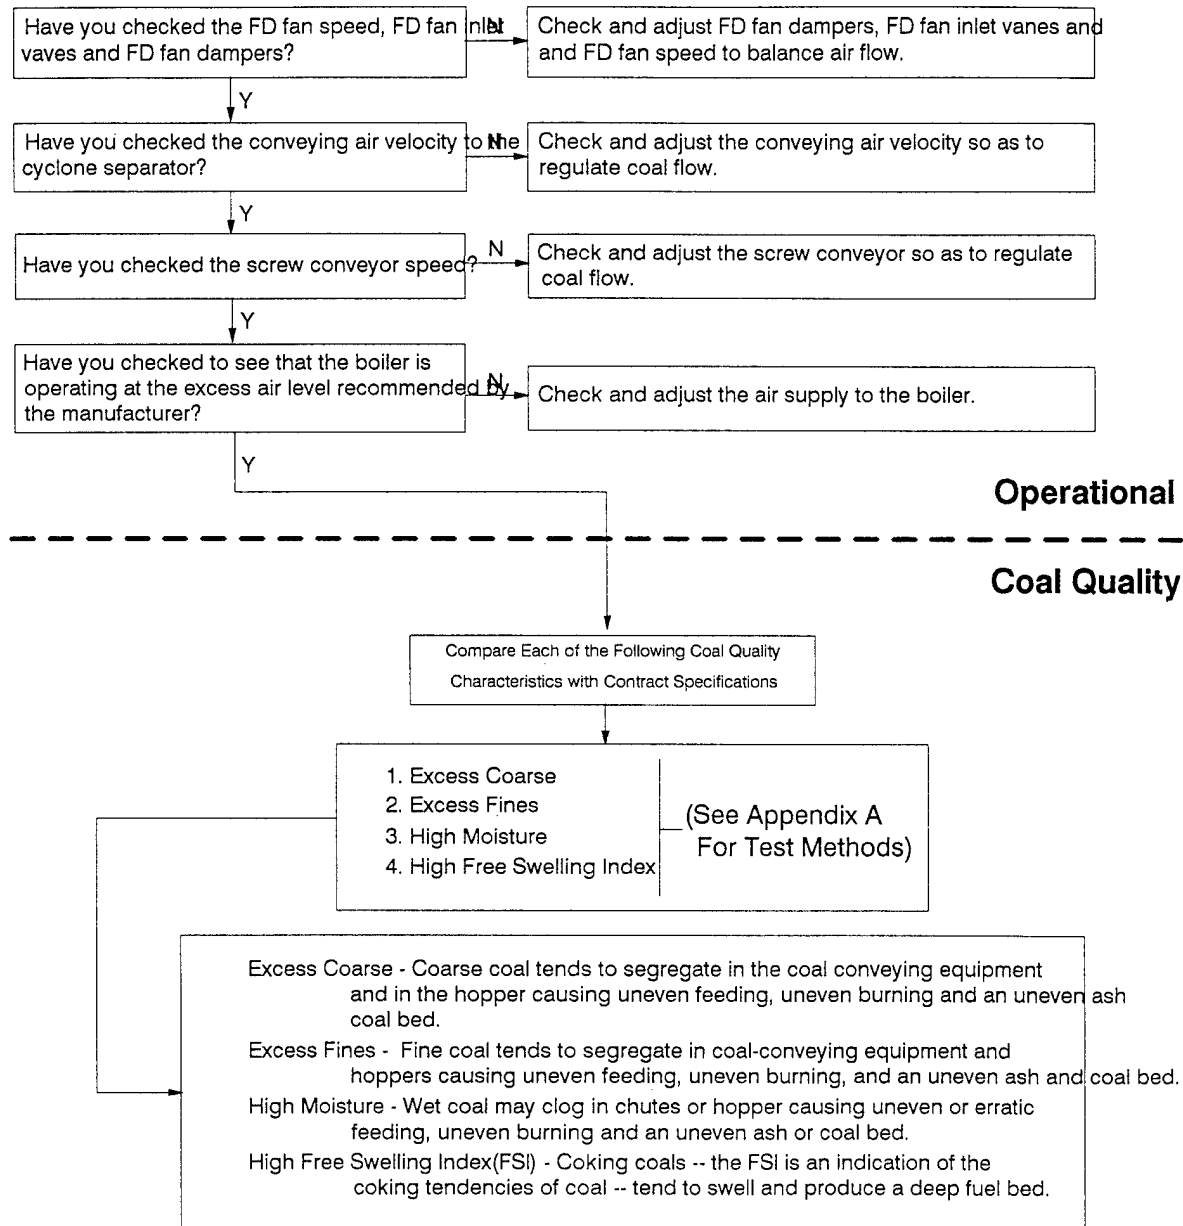 Have you checked the FD fan speed, FD fan inlet
vaves and FD fan dampers?
N
Check and adjust FD fan dampers, FD fan inlet vanes and
and FD fan speed to balance air flow.
Y
Have you checked the conveying air velocity to the
cyclone separator?
N
Check and adjust the conveying air velocity so as to
regulate coal flow.
Y
Have you checked the screw conveyor speed?
N
Check and adjust the screw conveyor so as to regulate
coal flow.
Y
Have you checked to see that the boiler is
operating at the excess air level recommended by
the manufacturer?
N
Check and adjust the air supply to the boiler.
Y
Operational
Coal Quality
Compare Each of the Following Coal Quality
Characteristics with Contract Specifications
1. Excess Coarse
2. Excess Fines
3. High Moisture
4. High Free Swelling Index
(See Appendix A
For Test Methods)
Excess Coarse - Coarse coal tends to segregate in the coal conveying equipment
and in the hopper causing uneven feeding, uneven burning and an uneven ash
coal bed.
Excess Fines - Fine coal tends to segregate in coal-conveying equipment and
hoppers causing uneven feeding, uneven burning, and an uneven ash and coal bed.
High Moisture - Wet coal may clog in chutes or hopper causing uneven or erratic
feeding, uneven burning and an uneven ash or coal bed.
High Free Swelling Index(FSI) - Coking coals -- the FSI is an indication of the
coking tendencies of coal -- tend to swell and produce a deep fuel bed.